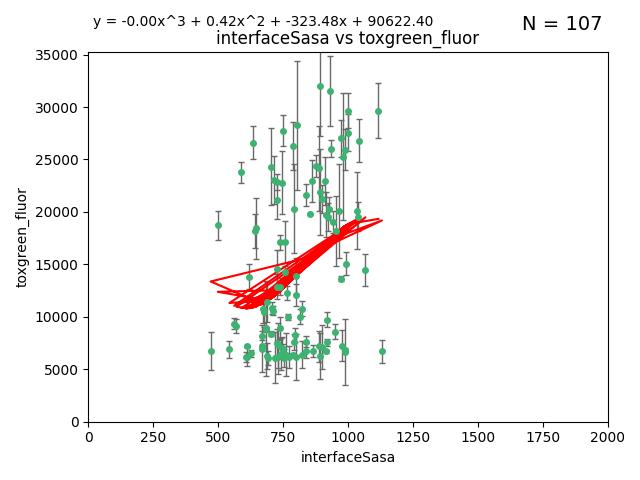 y = -0.00x^3 + 0.42x^2 + -323.48x + 90622.40
N = 107
interfaceSasa vs toxgreen_fluor
35000
30000
25000
20000
15000
10000
5000
0
toxgreen_fluor
0 250 500 750 1000 1250 1500 1750 2000
interfaceSasa